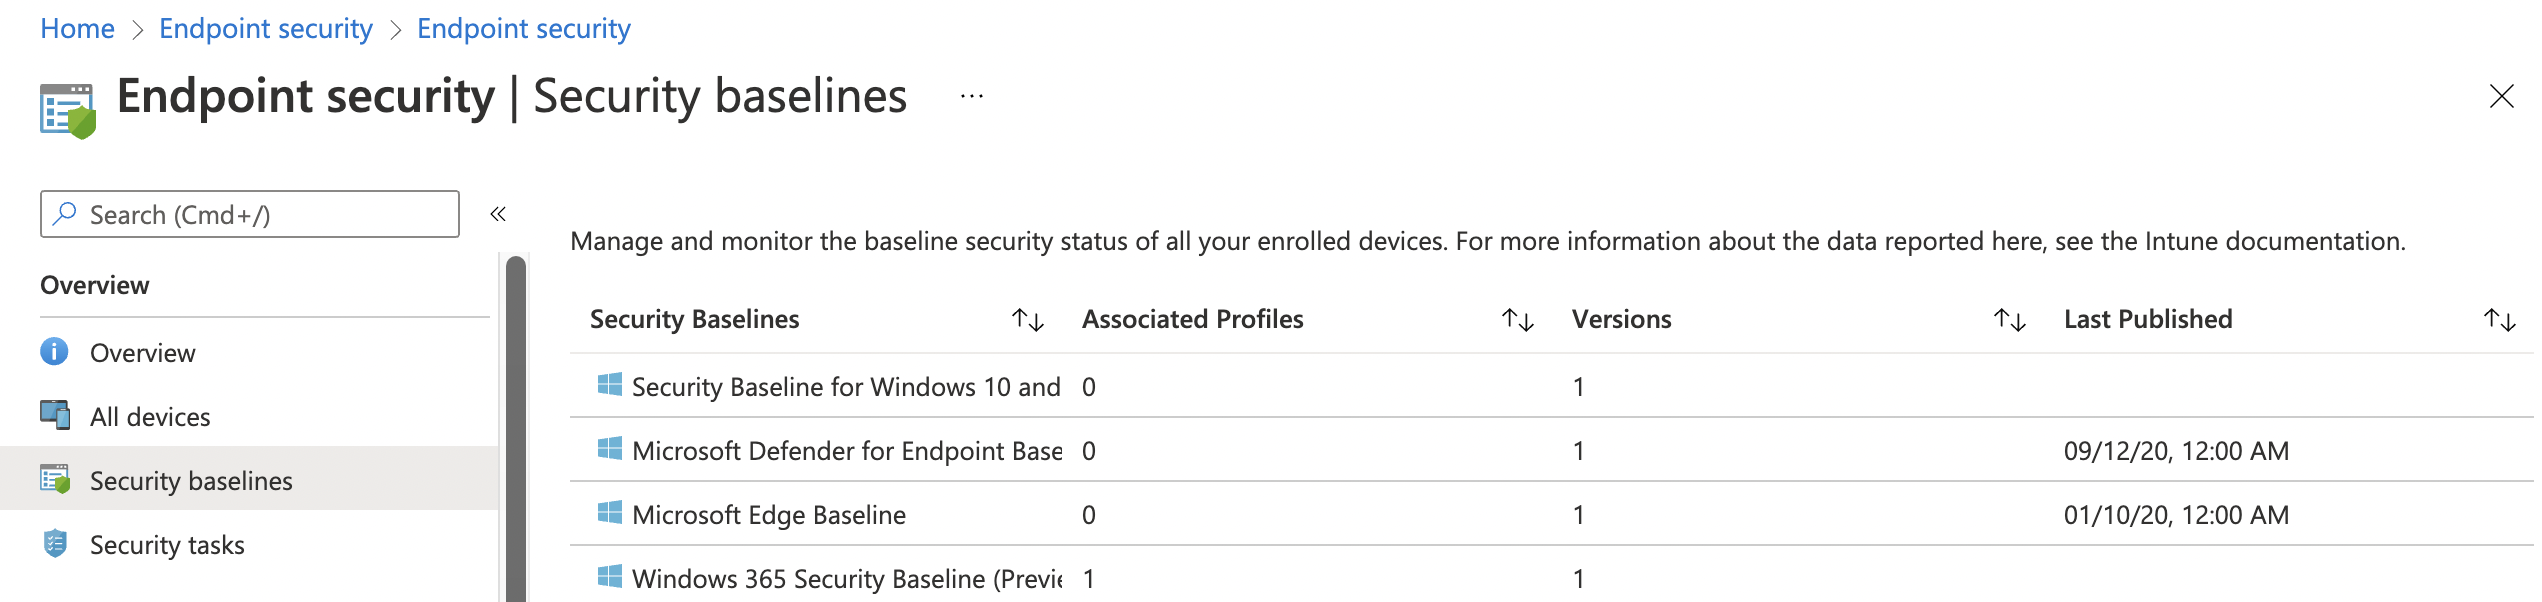 Home > Endpoint security > Endpoint security
Endpoint security | Security baselines ...
Search (Cmd+/)
«
Overview
Overview
All devices
Security baselines
Security tasks
Manage and monitor the baseline security status of all your enrolled devices. For more information about the data reported here, see the Intune documentation.
Security Baselines ↑↓ Associated Profiles ↑↓ Versions ↑↓ Last Published ↑↓
Security Baseline for Windows 10 and 0 1
Microsoft Defender for Endpoint Base 0 1 09/12/20, 12:00 AM
Microsoft Edge Baseline 0 1 01/10/20, 12:00 AM
Windows 365 Security Baseline (Previe 1 1